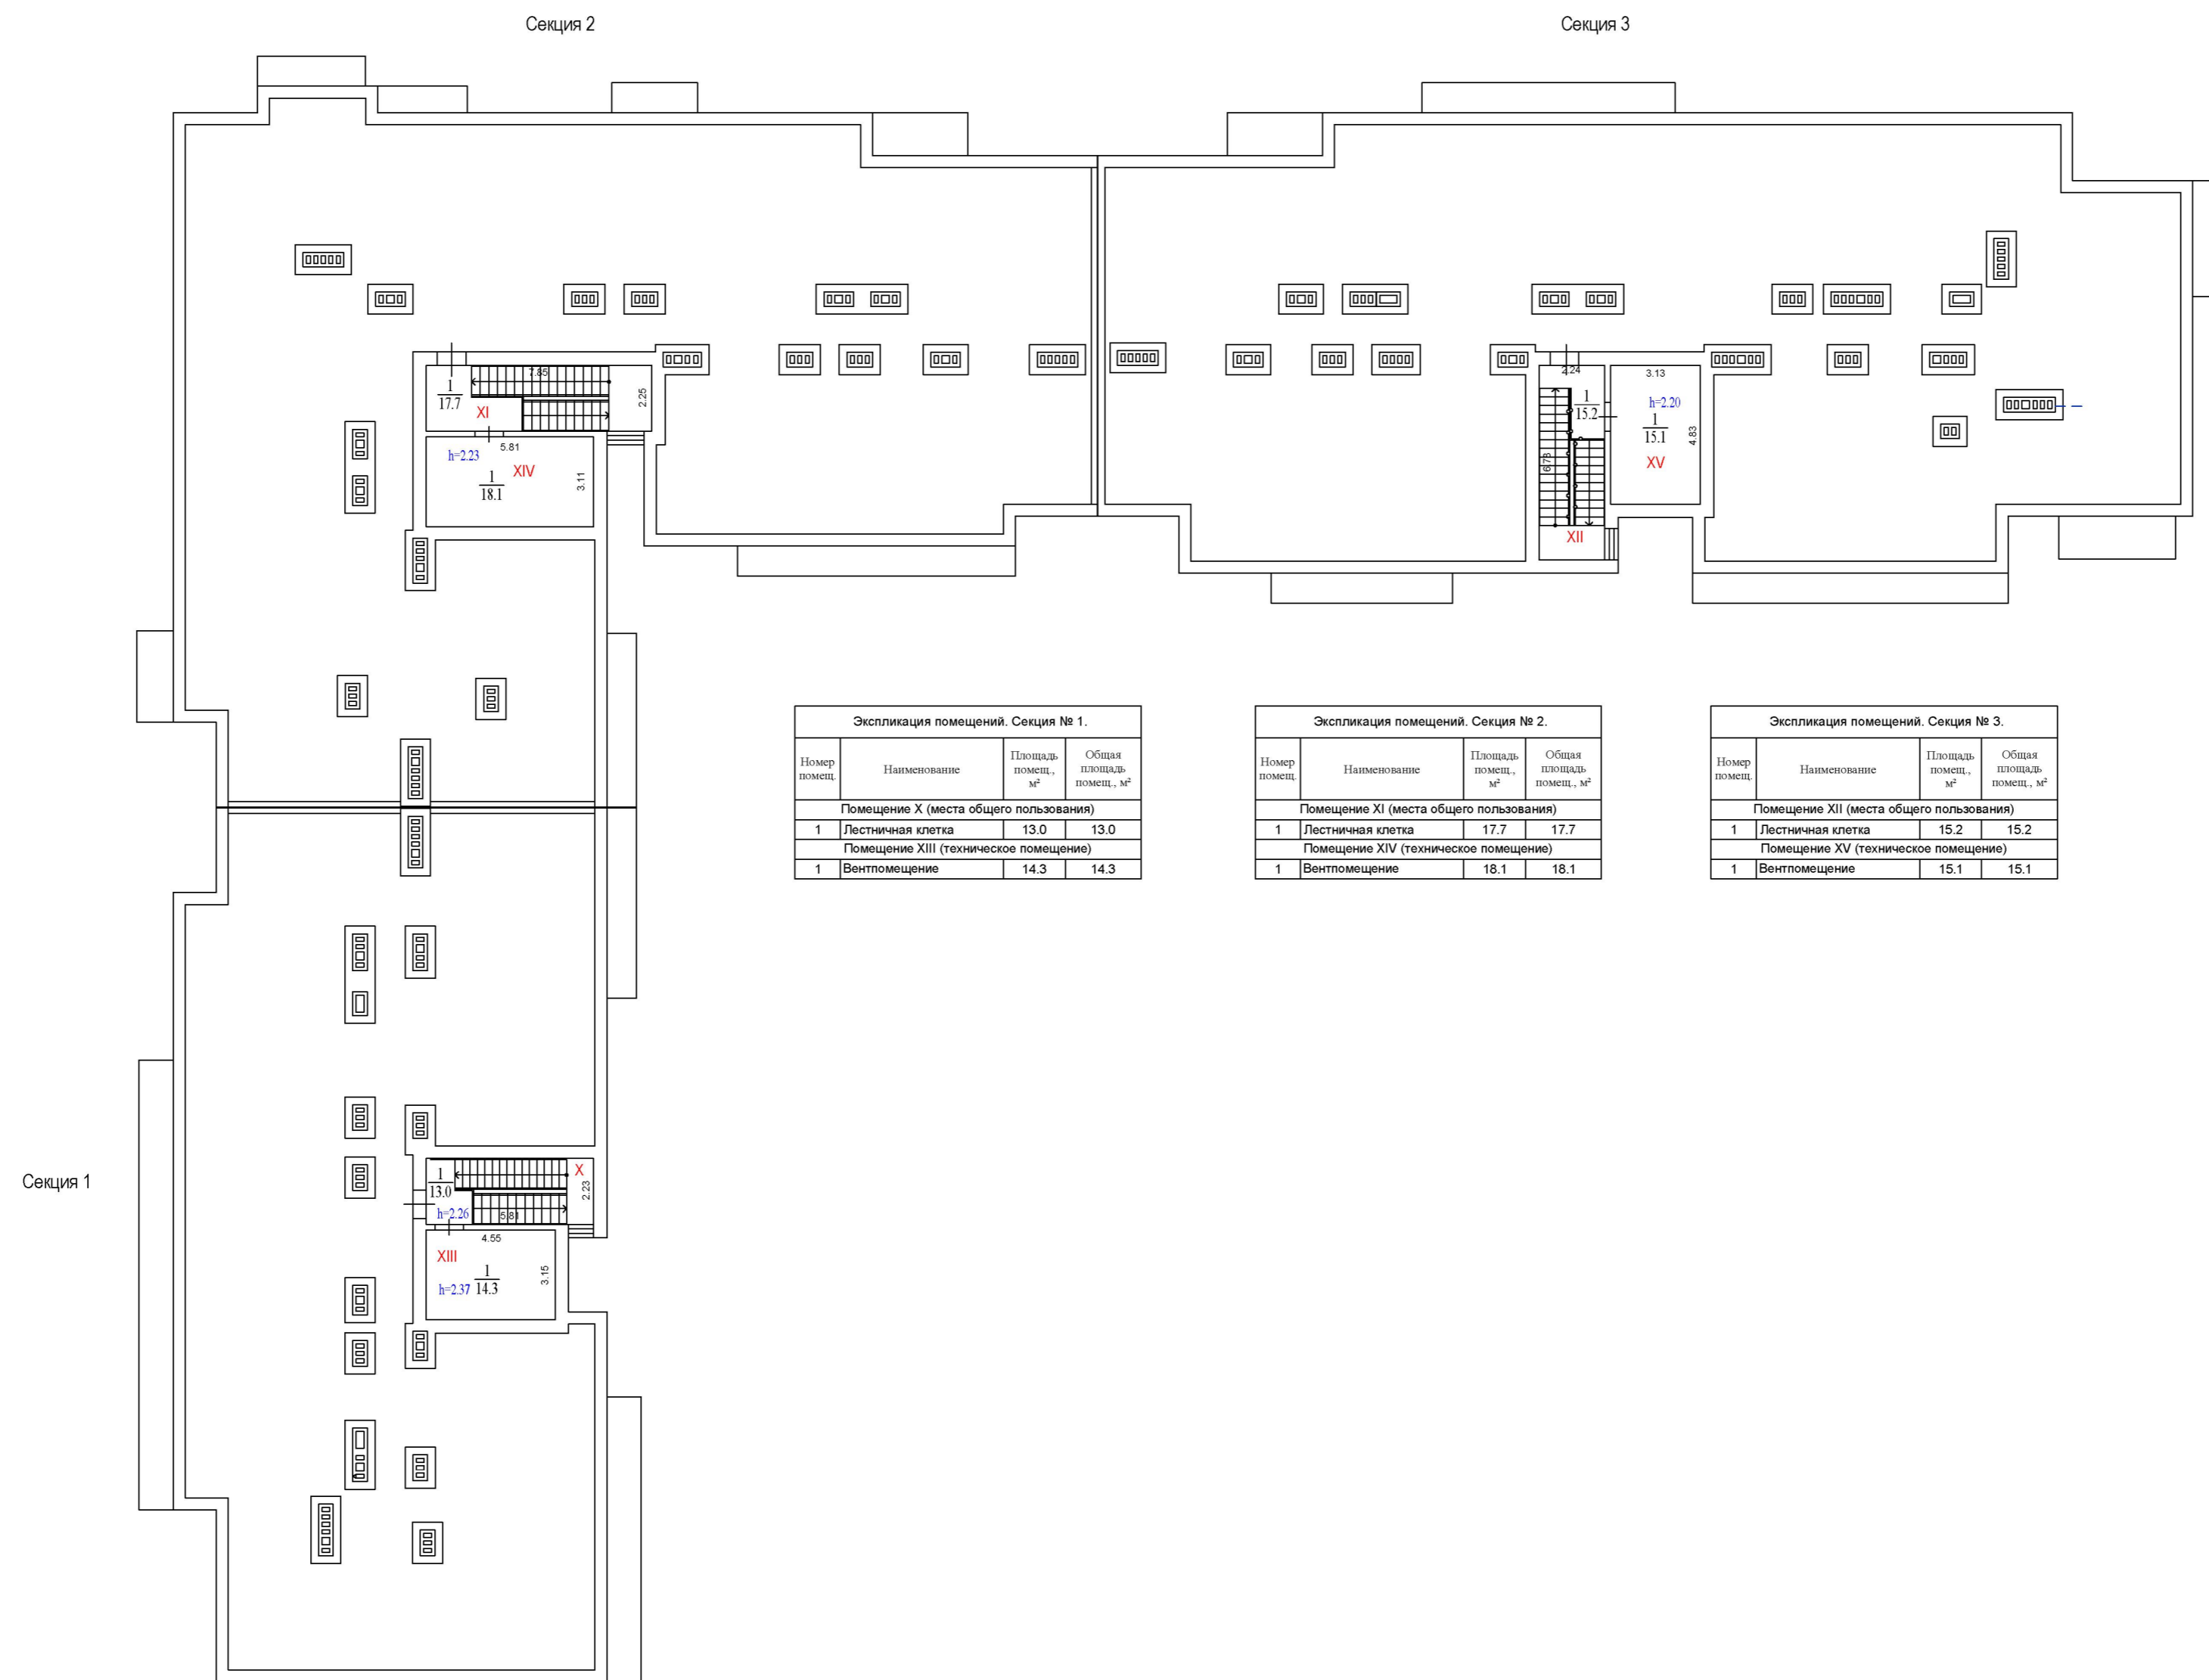 Секция 2
Секция 3
7.85
1
17.7
XI
2.25
5.81
h=2.23
XIV
1
18.1
3.11
2.24
3.13
1
15.2
h=2.20
1
15.1
4.83
XV
6.73
XII
Экспликация помещений. Секция № 1.
Номер помещ.
Наименование
Площадь помещ., м²
Общая площадь помещ., м²
Помещение X (места общего пользования)
1 Лестничная клетка 13.0 13.0
Помещение XIII (техническое помещение)
1 Вентпомещение 14.3 14.3
Экспликация помещений. Секция № 2.
Номер помещ.
Наименование
Площадь помещ., м²
Общая площадь помещ., м²
Помещение XI (места общего пользования)
1 Лестничная клетка 17.7 17.7
Помещение XIV (техническое помещение)
1 Вентпомещение 18.1 18.1
Экспликация помещений. Секция № 3.
Номер помещ.
Наименование
Площадь помещ., м²
Общая площадь помещ., м²
Помещение XII (места общего пользования)
1 Лестничная клетка 15.2 15.2
Помещение XV (техническое помещение)
1 Вентпомещение 15.1 15.1
Секция 1
1
13.0
X
2.23
h=2.26
5.81
4.55
XIII
1
h=2.37 14.3
3.15